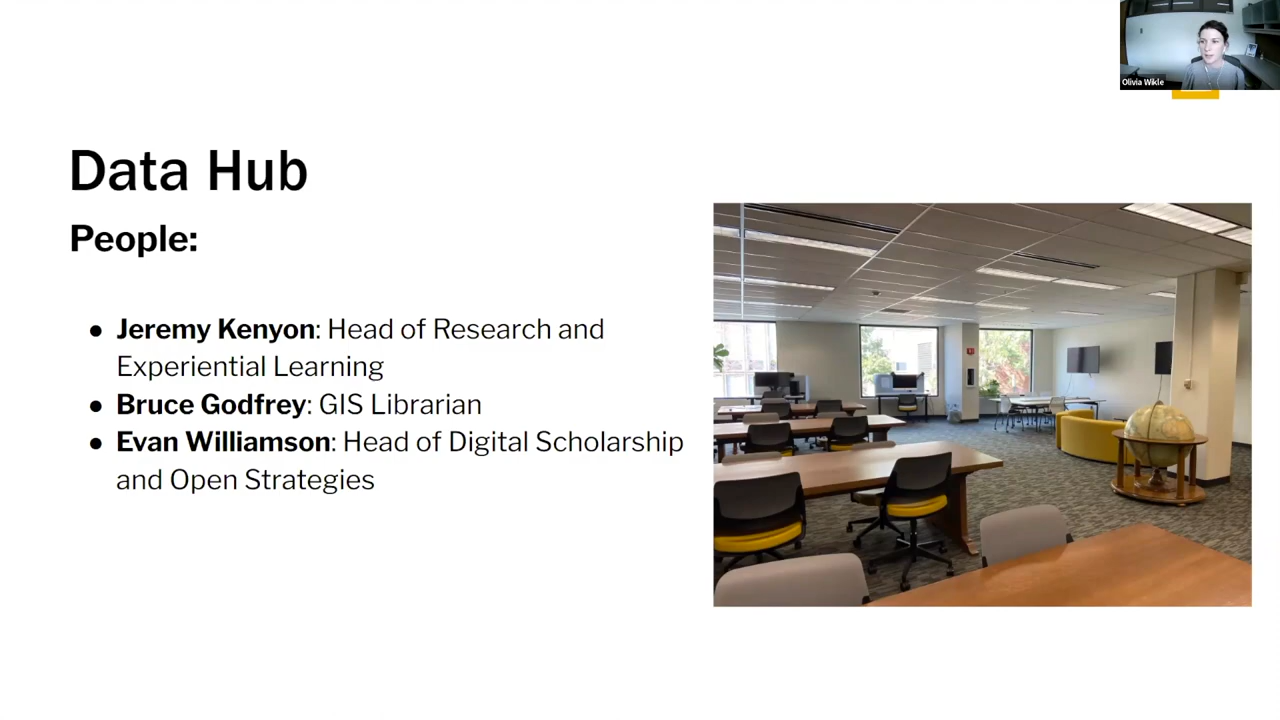 Olivia Wikle
Data Hub
People:
● Jeremy Kenyon: Head of Research and
Experiential Learning
● Bruce Godfrey: GIS Librarian
● Evan Williamson: Head of Digital Scholarship
and Open Strategies